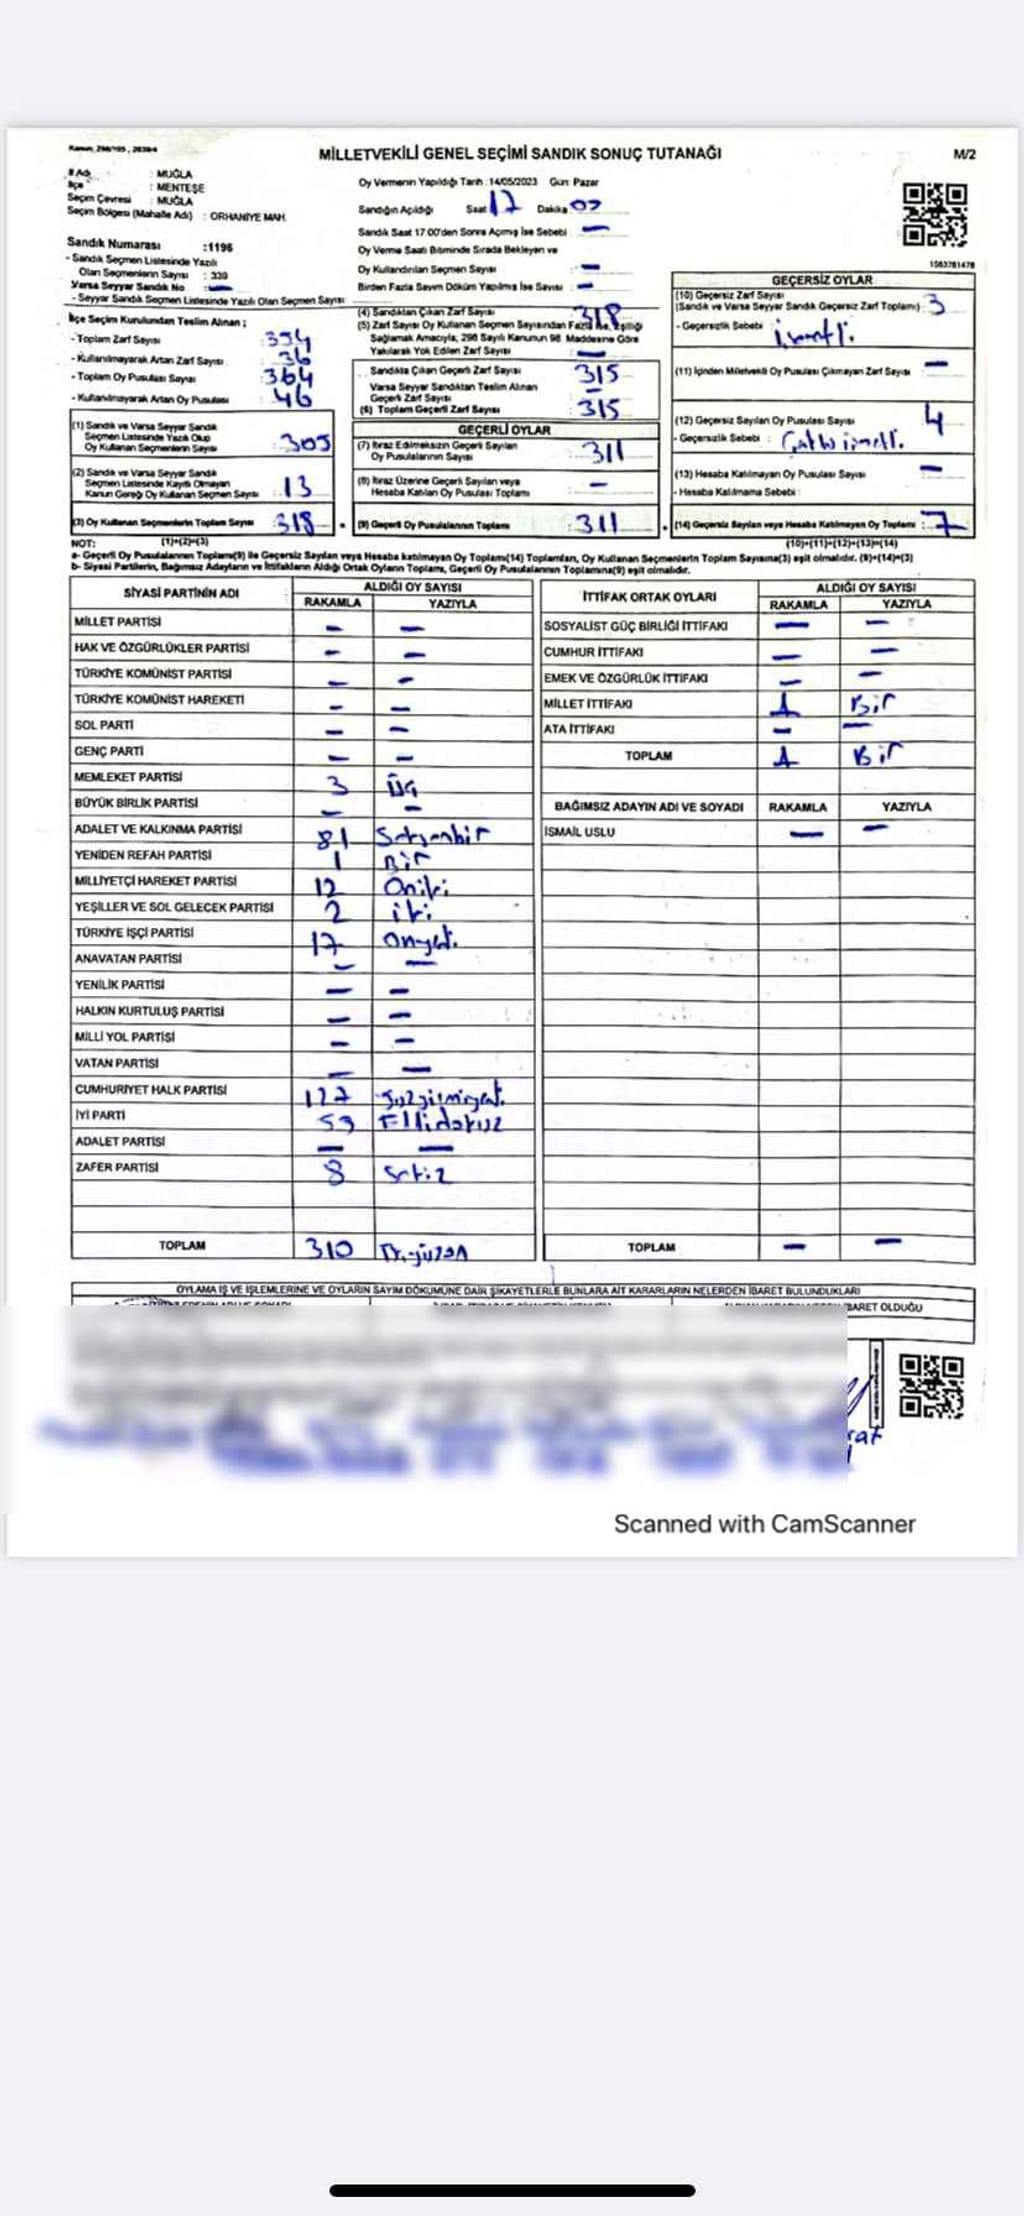 Kanun: 298/105, 2839/4
MİLLETVEKİLİ GENEL SEÇİMİ SANDIK SONUÇ TUTANAĞI
M/2
İl Adı : MUĞLA
İlçe : MENTEŞE
Seçim Çevresi : MUĞLA
Seçim Bölgesi (Mahalle Adı) : ORHANİYE MAH.
Sandık Numarası :1196
- Sandık Seçmen Listesinde Yazılı
Olan Seçmenlerin Sayısı : 339
Varsa Seyyar Sandık No : –
- Seyyar Sandık Seçmen Listesinde Yazılı Olan Seçmen Sayısı:
İlçe Seçim Kurulundan Teslim Alınan ;
- Toplam Zarf Sayısı : 354
- Kullanılmayarak Artan Zarf Sayısı : 36
- Toplam Oy Pusulası Sayısı : 364
- Kullanılmayarak Artan Oy Pusulası : 46
(1) Sandık ve Varsa Seyyar Sandık
Seçmen Listesinde Yazılı Olup
Oy Kullanan Seçmenlerin Sayısı : 305
(2) Sandık ve Varsa Seyyar Sandık
Seçmen Listesinde Kayıtlı Olmayan
Kanun Gereği Oy Kullanan Seçmen Sayısı : 13
(3) Oy Kullanan Seçmenlerin Toplam Sayısı : 318
(1)+(2)=(3)
Oy Vermenin Yapıldığı Tarih :14/05/2023 Gün: Pazar
Sandığın Açıldığı Saat 17 Dakika 07
Sandık Saat 17:00'den Sonra Açılmış İse Sebebi : –
Oy Verme Saati Bitiminde Sırada Bekleyen ve
Oy Kullandırılan Seçmen Sayısı : –
Birden Fazla Sayım Döküm Yapılmış İse Sayısı : –
(4) Sandıktan Çıkan Zarf Sayısı : 318
(5) Zarf Sayısı Oy Kullanan Seçmen Sayısından Fazla İse, Eşitliği
Sağlamak Amacıyla; 298 Sayılı Kanunun 98. Maddesine Göre
Yakılarak Yok Edilen Zarf Sayısı : –
. Sandıkta Çıkan Geçerli Zarf Sayısı : 315
Varsa Seyyar Sandıktan Teslim Alınan
Geçerli Zarf Sayısı : –
(6) Toplam Geçerli Zarf Sayısı : 315
GEÇERLİ OYLAR
(7) İtiraz Edilmeksizin Geçerli Sayılan
Oy Pusulalarının Sayısı : 311
(8) İtiraz Üzerine Geçerli Sayılan veya
Hesaba Katılan Oy Pusulası Toplamı : –
(9) Geçerli Oy Pusulalarının Toplamı : 311
1083781478
GEÇERSİZ OYLAR
(10) Geçersiz Zarf Sayısı
(Sandık ve Varsa Seyyar Sandık Geçersiz Zarf Toplamı) : 3
- Geçersizlik Sebebi :
(11) İçinden Milletvekili Oy Pusulası Çıkmayan Zarf Sayısı : –
(12) Geçersiz Sayılan Oy Pusulası Sayısı : 4
- Geçersizlik Sebebi :
(13) Hesaba Katılmayan Oy Pusulası Sayısı : –
- Hesaba Katılmama Sebebi :
(14) Geçersiz Sayılan veya Hesaba Katılmayan Oy Toplamı : 7
(10)+(11)+(12)+(13)=(14)
NOT:
a- Geçerli Oy Pusulalarının Toplamı(9) ile Geçersiz Sayılan veya Hesaba katılmayan Oy Toplamı(14) Toplamları, Oy Kullanan Seçmenlerin Toplam Sayısına(3) eşit olmalıdır. (9)+(14)=(3)
b- Siyasi Partilerin, Bağımsız Adayların ve İttifakların Aldığı Ortak Oyların Toplamı, Geçerli Oy Pusulalarının Toplamına(9) eşit olmalıdır.
SİYASİ PARTİNİN ADI ALDIĞI OY SAYISI
RAKAMLA YAZIYLA
MİLLET PARTİSİ – –
HAK VE ÖZGÜRLÜKLER PARTİSİ – –
TÜRKİYE KOMÜNİST PARTİSİ – –
TÜRKİYE KOMÜNİST HAREKETİ – –
SOL PARTİ – –
GENÇ PARTİ – –
MEMLEKET PARTİSİ 3 Üç
BÜYÜK BİRLİK PARTİSİ – –
ADALET VE KALKINMA PARTİSİ 81 Seksenbir
YENİDEN REFAH PARTİSİ 1 Bir
MİLLİYETÇİ HAREKET PARTİSİ 12 Oniki
YEŞİLLER VE SOL GELECEK PARTİSİ 2 iki
TÜRKİYE İŞÇİ PARTİSİ 17 Onyedi
ANAVATAN PARTİSİ – –
YENİLİK PARTİSİ – –
HALKIN KURTULUŞ PARTİSİ – –
MİLLİ YOL PARTİSİ – –
VATAN PARTİSİ – –
CUMHURİYET HALK PARTİSİ 127 Yüzyirmiyedi
İYİ PARTİ 59 Ellidokuz
ADALET PARTİSİ – –
ZAFER PARTİSİ 8 Sekiz
TOPLAM 310 Üçyüzon
İTTİFAK ORTAK OYLARI ALDIĞI OY SAYISI
RAKAMLA YAZIYLA
SOSYALİST GÜÇ BİRLİĞİ İTTİFAKI – –
CUMHUR İTTİFAKI – –
EMEK VE ÖZGÜRLÜK İTTİFAKI – –
MİLLET İTTİFAKI 1 Bir
ATA İTTİFAKI – –
TOPLAM 1 Bir
BAĞIMSIZ ADAYIN ADI VE SOYADI RAKAMLA YAZIYLA
İSMAİL USLU – –
TOPLAM – –
OYLAMA İŞ VE İŞLEMLERİNE VE OYLARIN SAYIM DÖKÜMÜNE DAİR ŞİKAYETLERLE BUNLARA AİT KARARLARIN NELERDEN İBARET BULUNDUKLARI
BARET OLDUĞU
Scanned with CamScanner